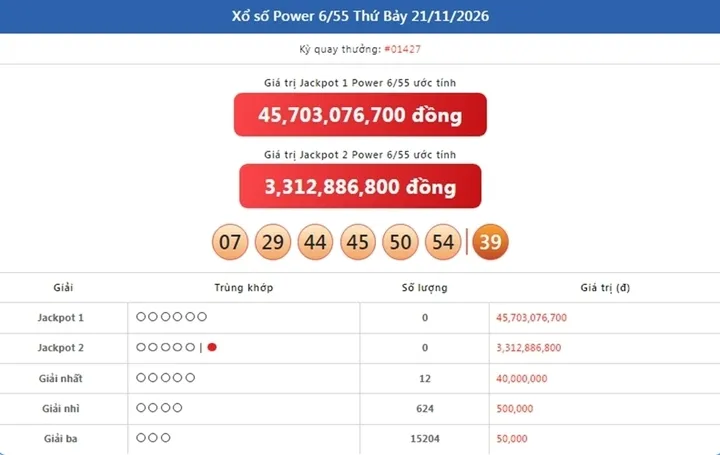 Xổ số Power 6/55 Thứ Bảy 21/11/2026
Kỳ quay thưởng: #01427
Giá trị Jackpot 1 Power 6/55 ước tính
45,703,076,700 đồng
Giá trị Jackpot 2 Power 6/55 ước tính
3,312,886,800 đồng
07 29 44 45 50 54 | 39
Giải Trùng khớp Số lượng Giá trị (đ)
Jackpot 1 0 45,703,076,700
Jackpot 2 | 0 3,312,886,800
Giải nhất 12 40,000,000
Giải nhì 624 500,000
Giải ba 15204 50,000